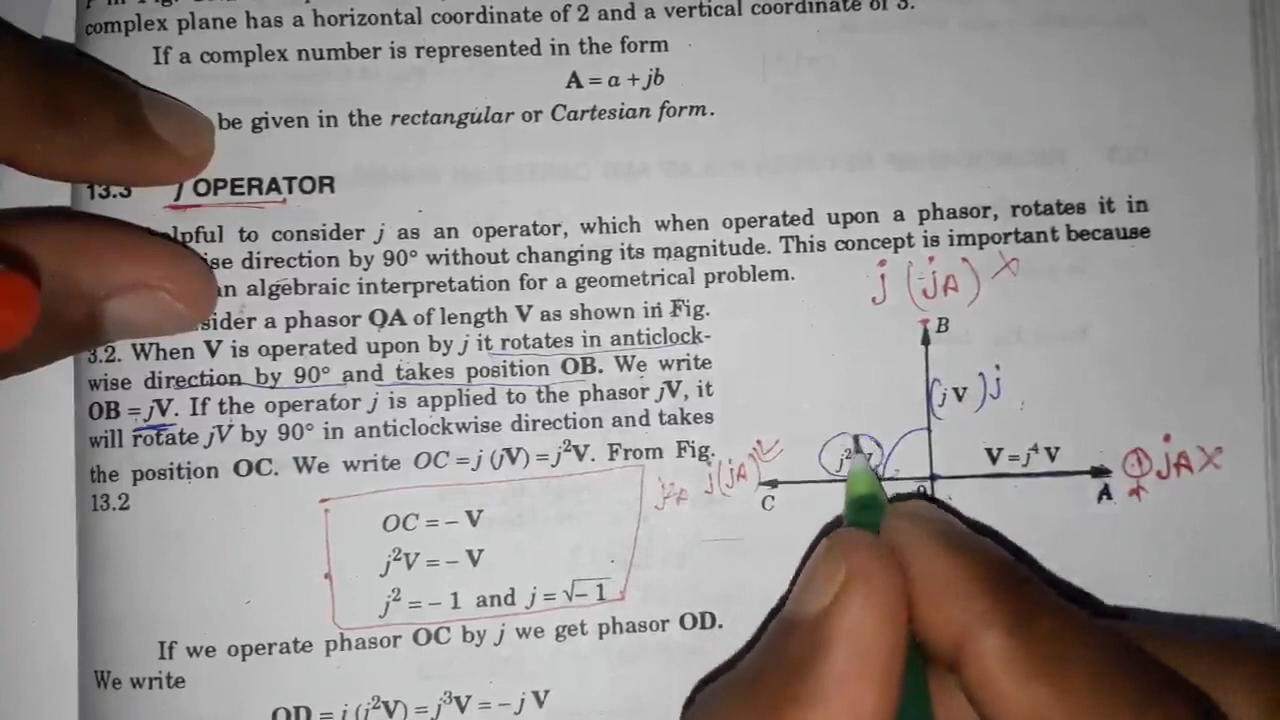 complex plane has a horizontal coordinate of 2 and a vertical coordinate of 3.
If a complex number is represented in the form
A = a + jb
be given in the rectangular or Cartesian form.
13.3 j OPERATOR
lpful to consider j as an operator, which when operated upon a phasor, rotates it in
se direction by 90° without changing its magnitude. This concept is important because
n algebraic interpretation for a geometrical problem.
sider a phasor OA of length V as shown in Fig.
3.2. When V is operated upon by j it rotates in anticlock-
wise direction by 90° and takes position OB. We write
OB = jV. If the operator j is applied to the phasor jV, it
will rotate jV by 90° in anticlockwise direction and takes
the position OC. We write OC = j (jV) = j²V. From Fig.
13.2
OC = – V
j²V = – V
j² = – 1 and j = √–1
If we operate phasor OC by j we get phasor OD.
We write
OD = j (j²V) = j³V = – j V
j (jA) ×
B
(jV) j
V = j⁴ V
A
jA ×
j(jA)
C